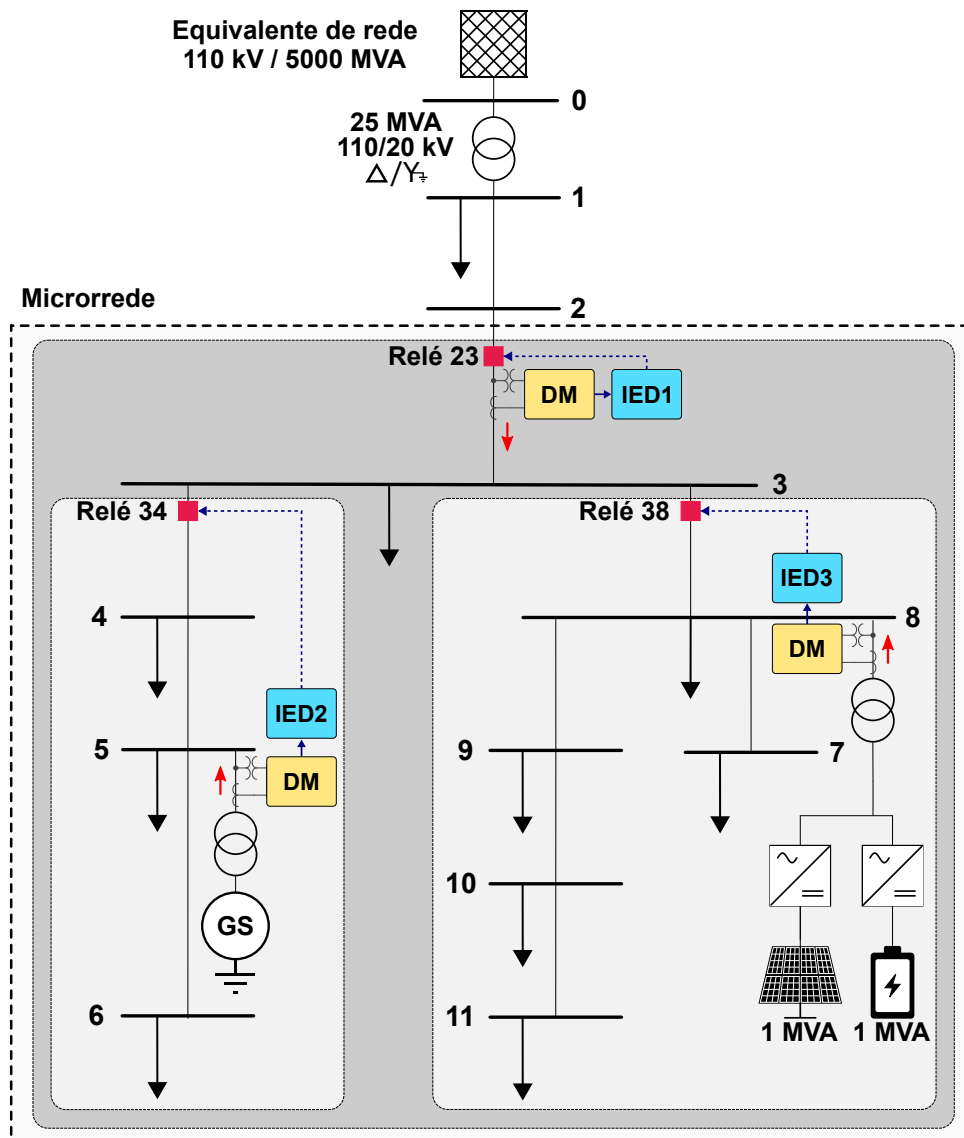 Equivalente de rede
110 kV / 5000 MVA
0
25 MVA
110/20 kV
△/Y
1
Microrrede
2
Relé 23
DM
IED1
3
Relé 34
Relé 38
IED3
4
8
DM
IED2
5
9
7
DM
10
GS
6
11
1 MVA
1 MVA